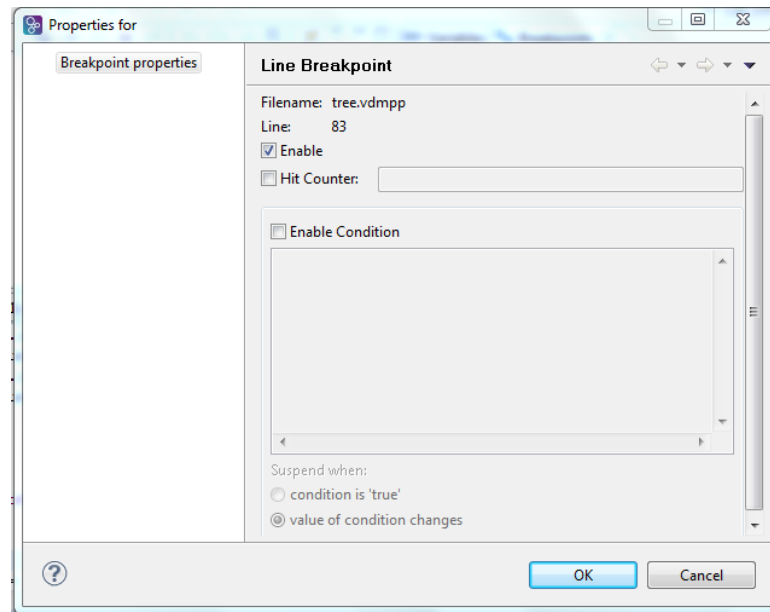 Properties for
Breakpoint properties
Line Breakpoint
Filename: tree.vdmpp
Line: 83
Enable
Hit Counter:
Enable Condition
Suspend when:
condition is 'true'
value of condition changes
OK
Cancel